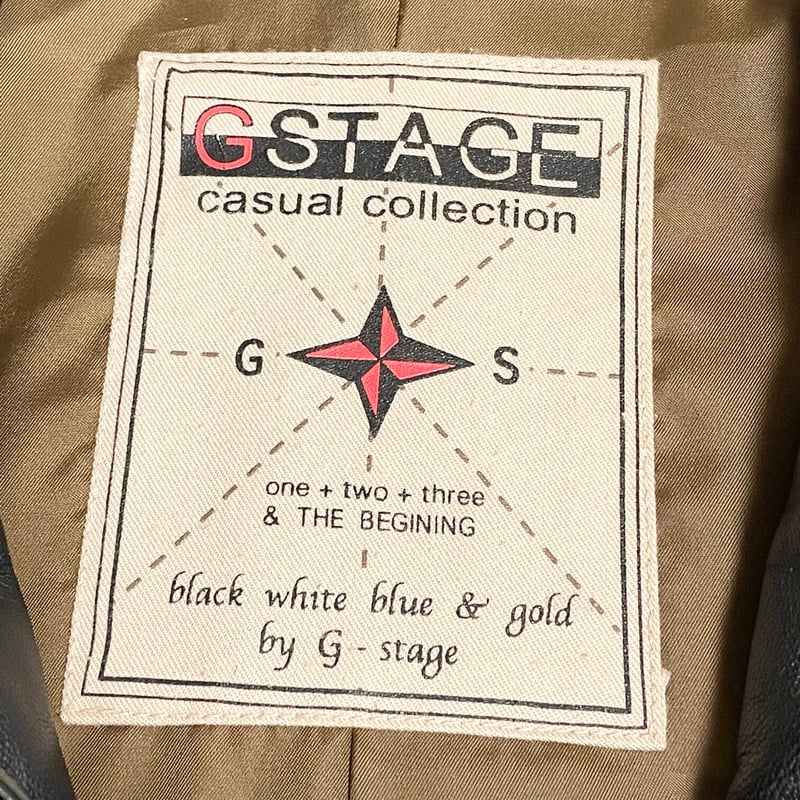 GSTAGE
casual collection
G S
one + two + three
& THE BEGINING
black white blue & gold
by G - stage